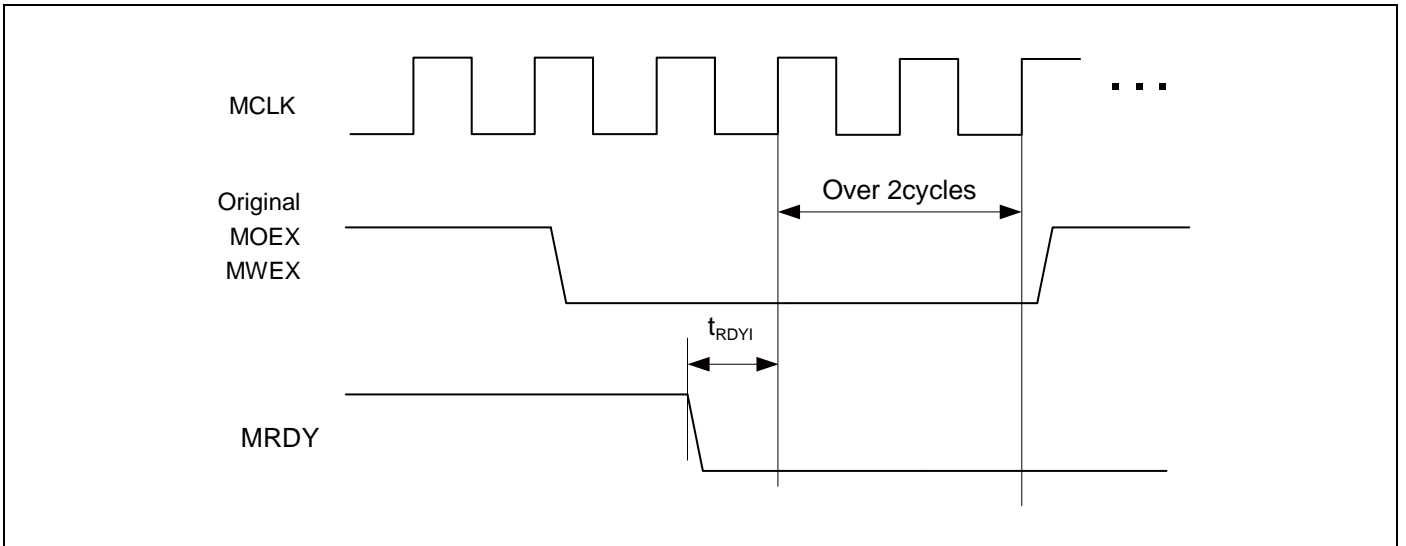 MCLK
Original
MOEX
MWEX
Over 2cycles
tRDYI
MRDY